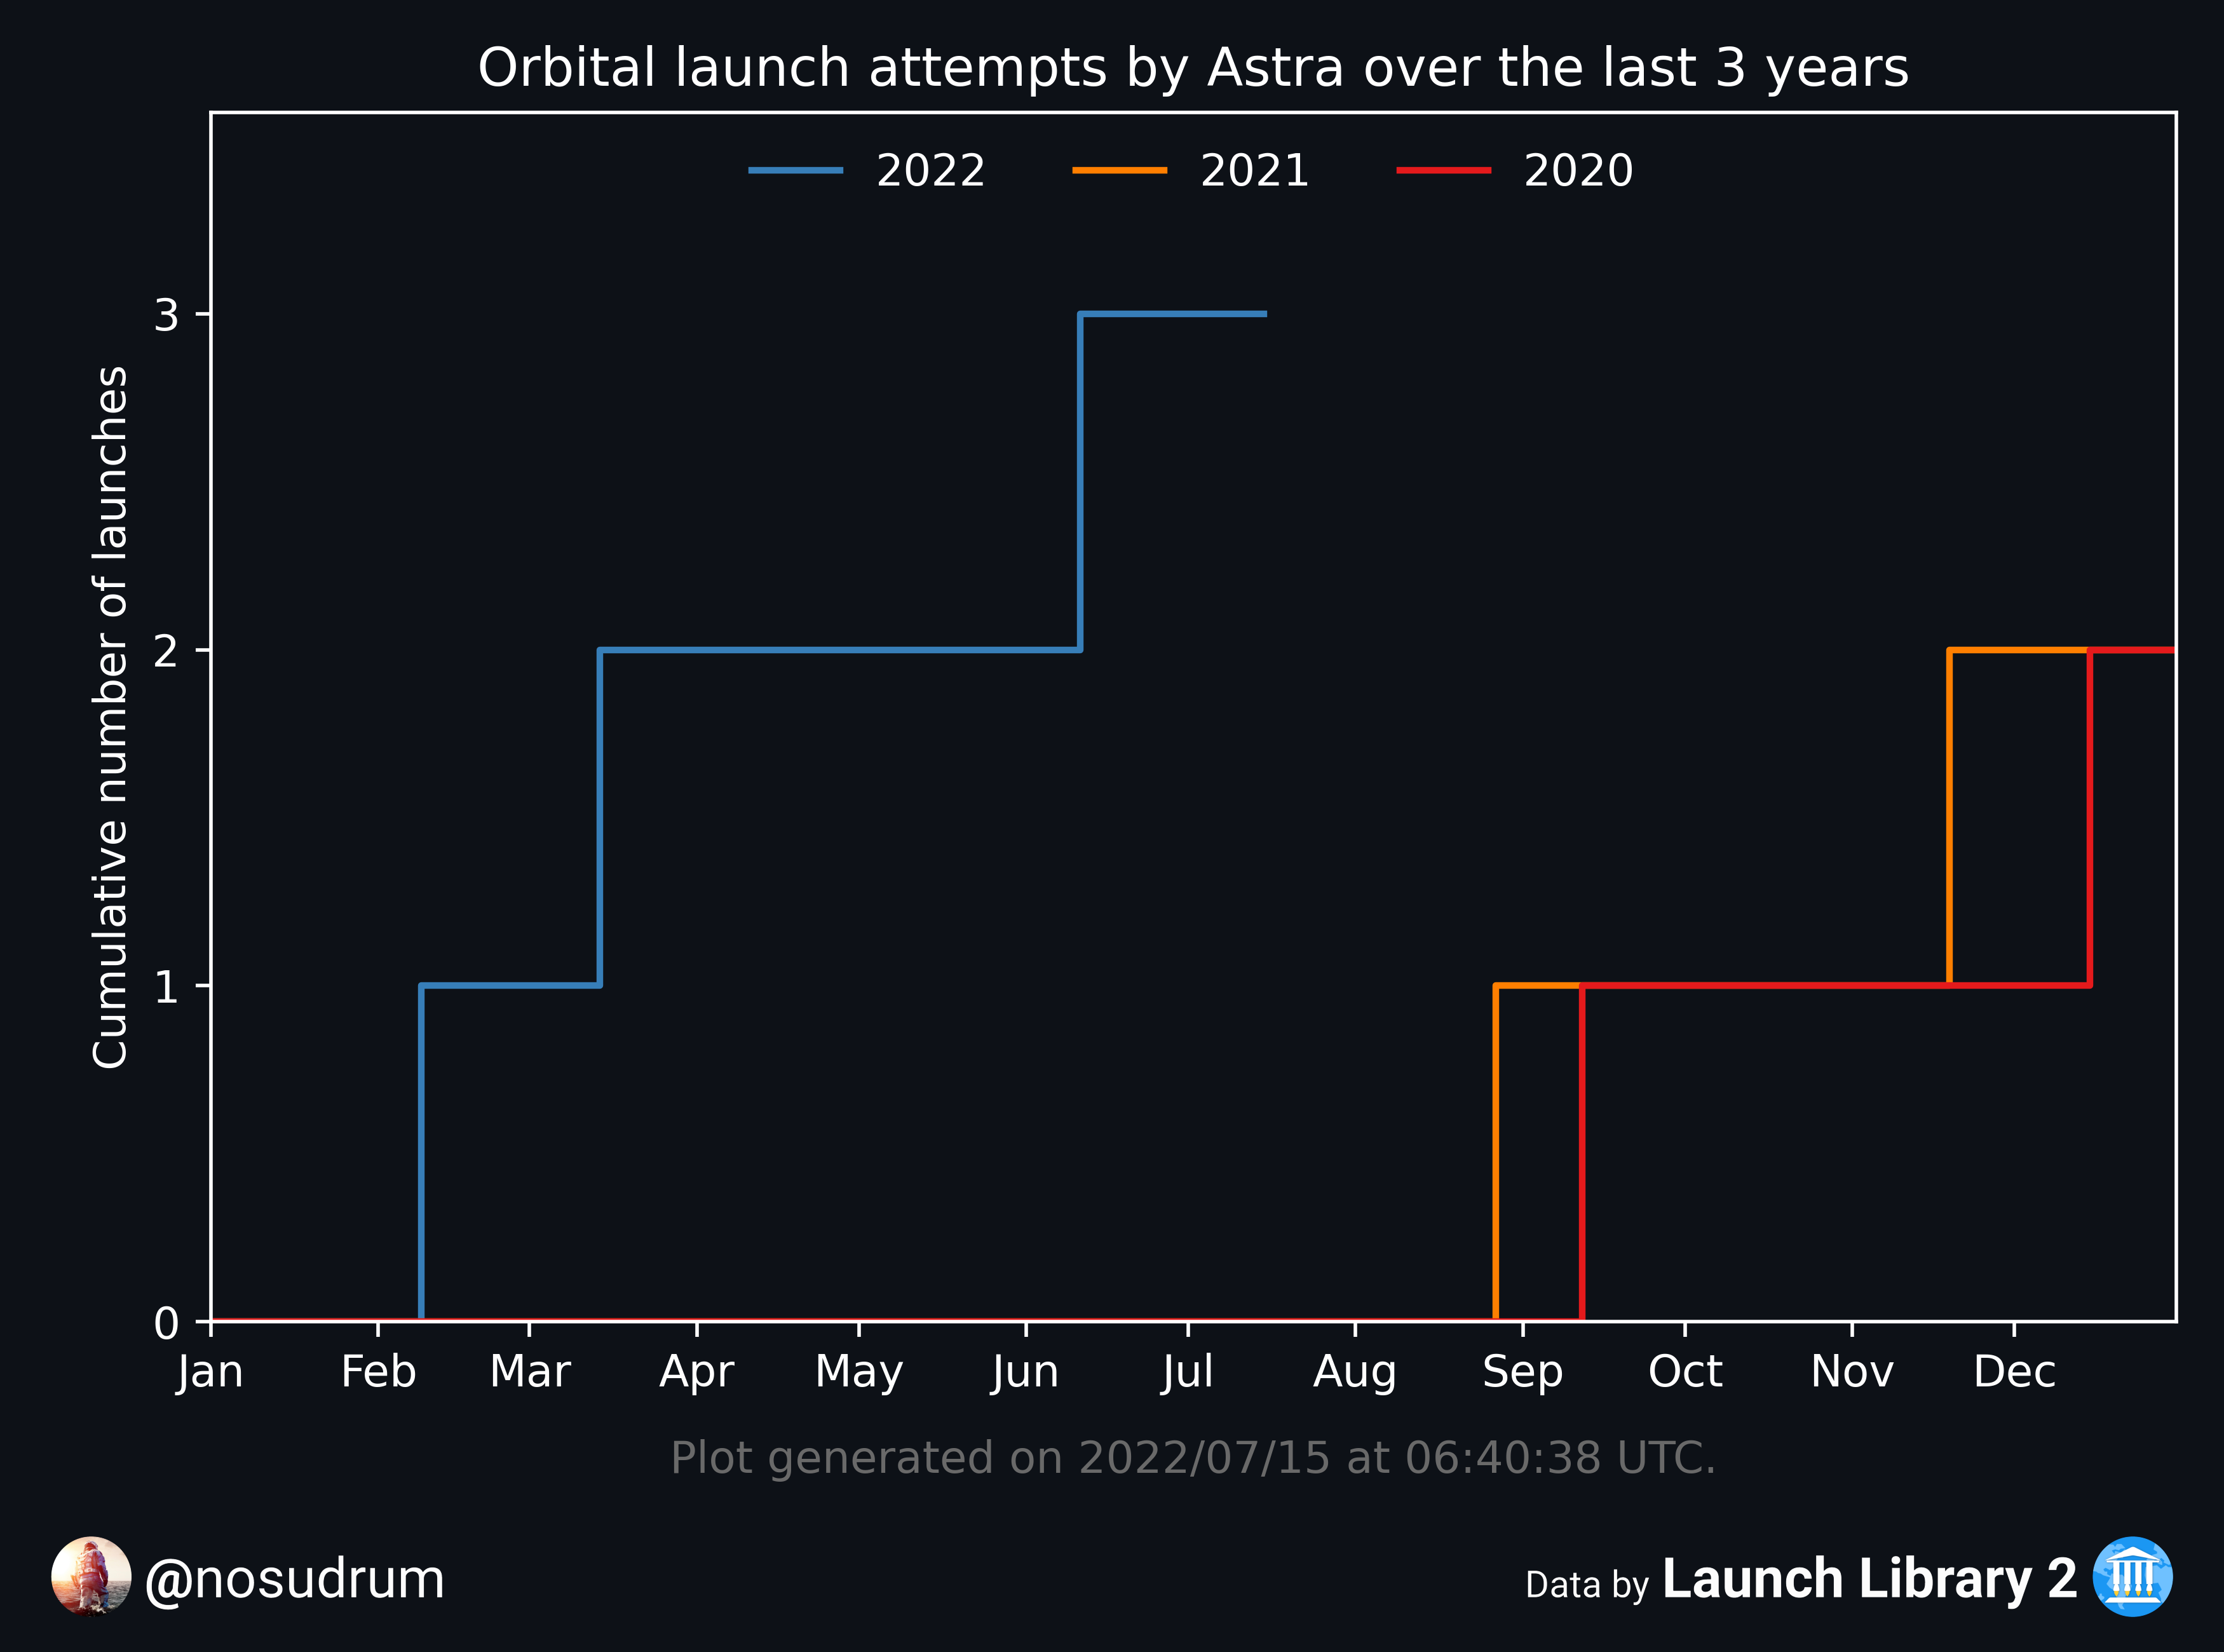 Orbital launch attempts by Astra over the last 3 years
2022 2021 2020
Cumulative number of launches
3
2
1
0
Jan Feb Mar Apr May Jun Jul Aug Sep Oct Nov Dec
Plot generated on 2022/07/15 at 06:40:38 UTC.
@nosudrum
Data by Launch Library 2